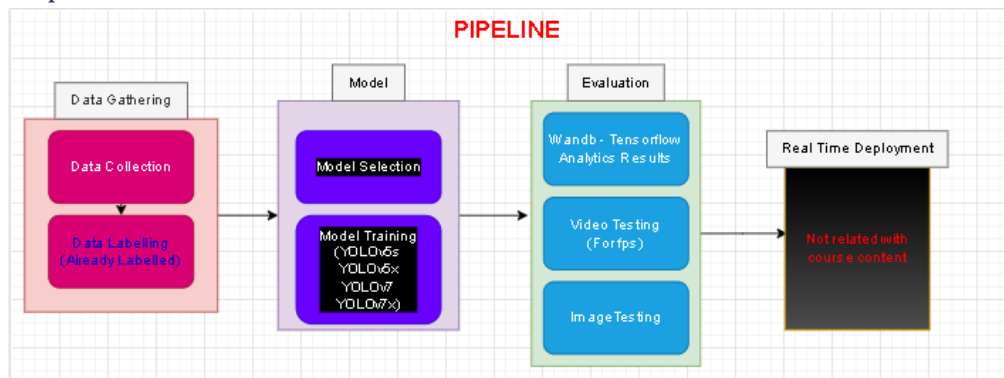 PIPELINE
Data Gathering
Data Collection
Data Labelling
(Already Labelled)
Model
Model Selection
Model Training
(YOLOv5s
YOLOv5x
YOLOv7
YOLOv7x)
Evaluation
Wandb - Tensorflow
Analytics Results
Video Testing
(For fps)
Image Testing
Real Time Deployment
Not related with
course content